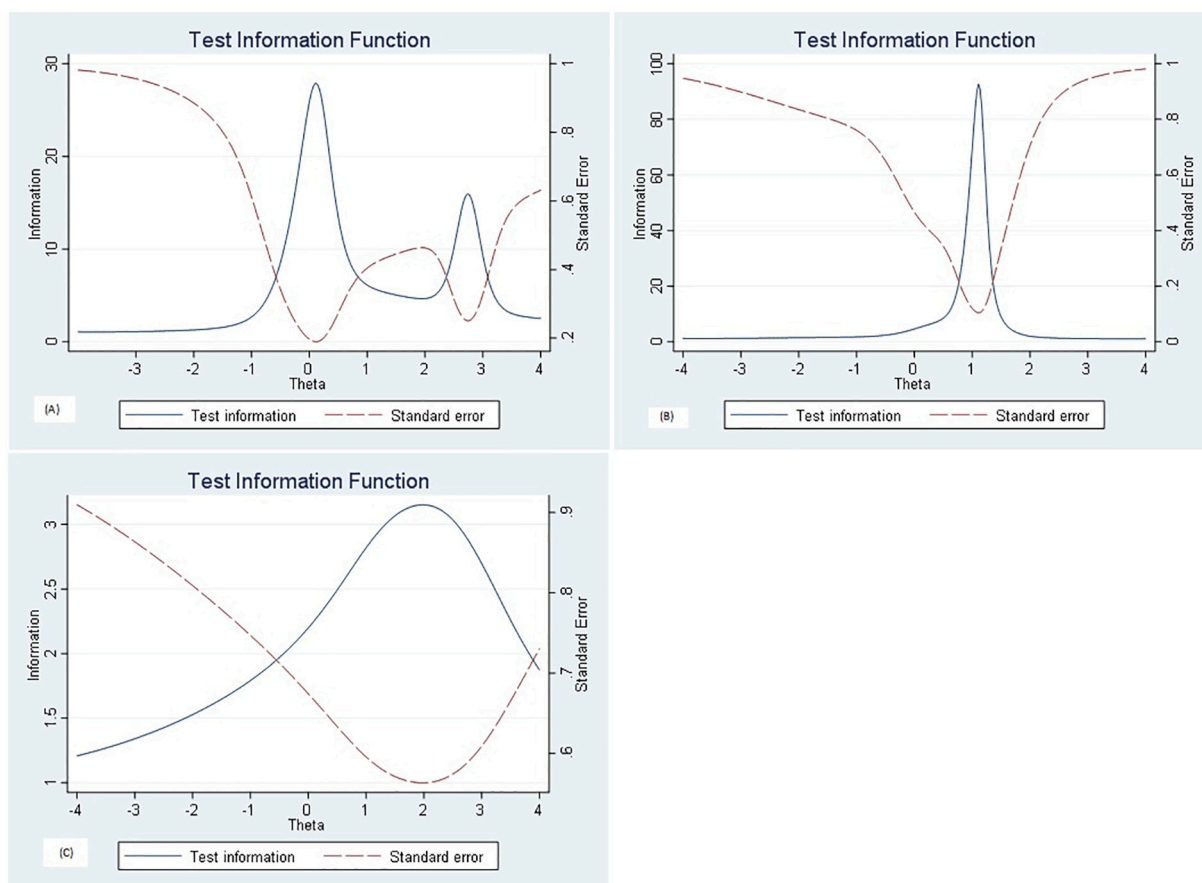 Test Information Function
30
20
10
0
Information
1
.8
.6
.4
.2
Standard Error
-3 -2 -1 0 1 2 3 4
Theta
(A)
Test information Standard error
Test Information Function
100
80
60
40
20
0
Information
1
.8
.6
.4
.2
0
Standard Error
-4 -3 -2 -1 0 1 2 3 4
Theta
(B)
Test information Standard error
Test Information Function
3
2.5
2
1.5
1
Information
.9
.8
.7
.6
Standard Error
-4 -3 -2 -1 0 1 2 3 4
Theta
(C)
Test information Standard error